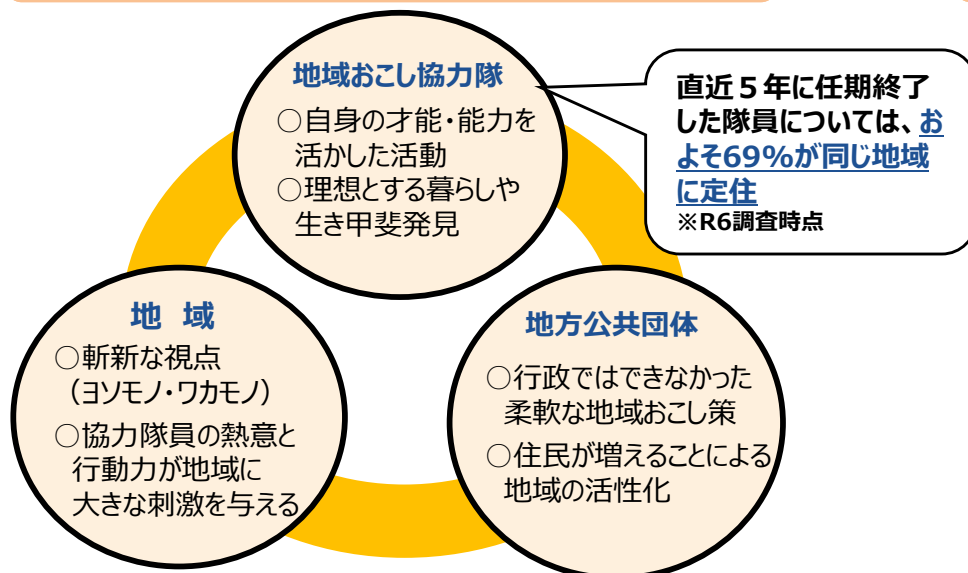 地域おこし協力隊
○自身の才能・能力を
活かした活動
○理想とする暮らしや
生き甲斐発見
直近５年に任期終了
した隊員については、お
よそ69%が同じ地域
に定住
※R6調査時点
地 域
○斬新な視点
（ヨソモノ・ワカモノ）
○協力隊員の熱意と
行動力が地域に
大きな刺激を与える
地方公共団体
○行政ではできなかった
柔軟な地域おこし策
○住民が増えることによる
地域の活性化